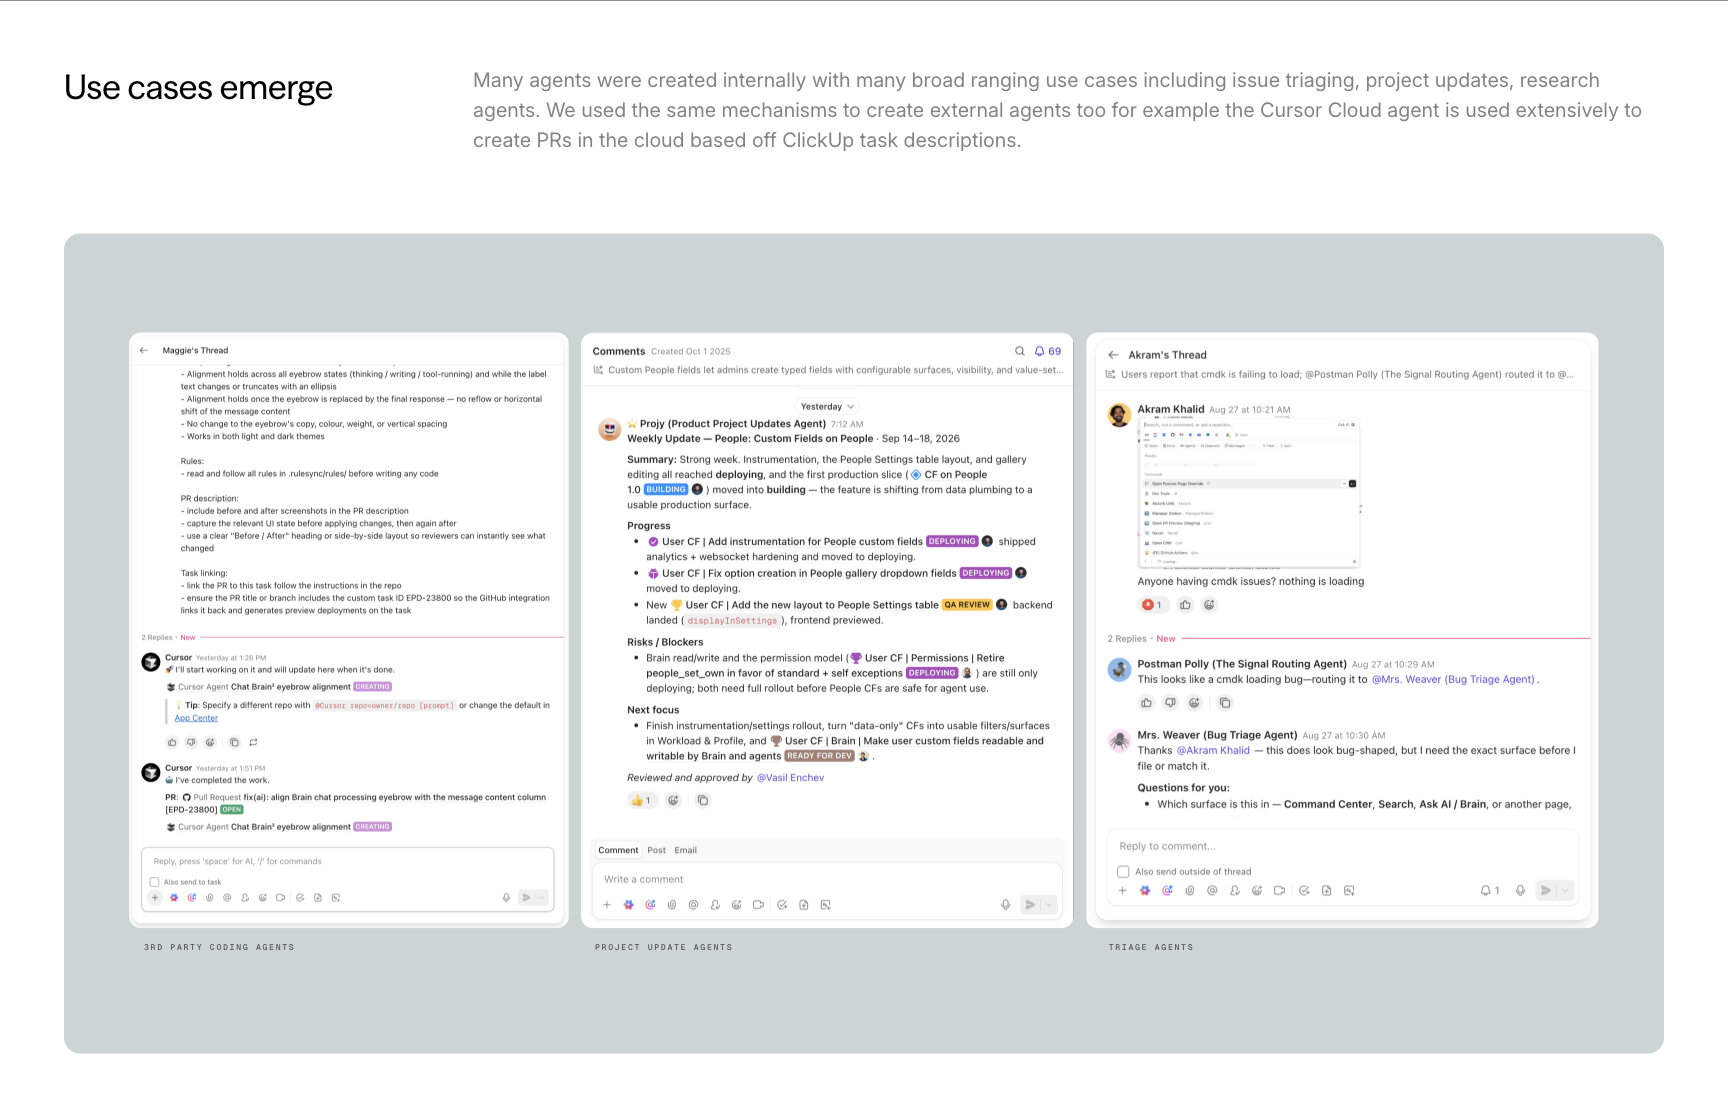 Use cases emerge
Many agents were created internally with many broad ranging use cases including issue triaging, project updates, research
agents. We used the same mechanisms to create external agents too for example the Cursor Cloud agent is used extensively to
create PRs in the cloud based off ClickUp task descriptions.
Maggie's Thread
- Alignment holds across all eyebrow states (thinking / writing / tool-running) and while the label
text changes or truncates with an ellipsis
- Alignment holds once the eyebrow is replaced by the final response — no reflow or horizontal
shift of the message content
- No change to the eyebrow's copy, colour, weight, or vertical spacing
- Works in both light and dark themes
Rules:
- read and follow all rules in .rulesync/rules/ before writing any code
PR description:
- include before and after screenshots in the PR description
- capture the relevant UI state before applying changes, then again after
- use a clear "Before / After" heading or side-by-side layout so reviewers can instantly see what
changed
Task linking:
- link the PR to this task follow the instructions in the repo
- ensure the PR title or branch includes the custom task ID EPD-23800 so the GitHub integration
links it back and generates preview deployments on the task
2 Replies · New
Cursor Yesterday at 1:26 PM
🚀 I'll start working on it and will update here when it's done.
Cursor Agent Chat Brain² eyebrow alignment CREATING
💡 Tip: Specify a different repo with @Cursor repo=owner/repo [prompt] or change the default in
App Center
Cursor Yesterday at 1:51 PM
🤖 I've completed the work.
PR: Pull Request fix(ai): align Brain chat processing eyebrow with the message content column
[EPD-23800] OPEN
Cursor Agent Chat Brain² eyebrow alignment CREATING
Reply, press 'space' for AI, '/' for commands
Also send to task
3RD PARTY CODING AGENTS
Comments Created Oct 1 2025
69
Custom People fields let admins create typed fields with configurable surfaces, visibility, and value-set...
Yesterday
⭐ Projy (Product Project Updates Agent) 7:12 AM
Weekly Update — People: Custom Fields on People · Sep 14–18, 2026
Summary: Strong week. Instrumentation, the People Settings table layout, and gallery
editing all reached deploying, and the first production slice ( CF on People
1.0 BUILDING ) moved into building — the feature is shifting from data plumbing to a
usable production surface.
Progress
• User CF | Add instrumentation for People custom fields DEPLOYING shipped
analytics + websocket hardening and moved to deploying.
• User CF | Fix option creation in People gallery dropdown fields DEPLOYING
moved to deploying.
• New User CF | Add the new layout to People Settings table QA REVIEW backend
landed ( displayInSettings ), frontend previewed.
Risks / Blockers
• Brain read/write and the permission model ( User CF | Permissions | Retire
people_set_own in favor of standard + self exceptions DEPLOYING ) are still only
deploying; both need full rollout before People CFs are safe for agent use.
Next focus
• Finish instrumentation/settings rollout, turn "data-only" CFs into usable filters/surfaces
in Workload & Profile, and User CF | Brain | Make user custom fields readable and
writable by Brain and agents READY FOR DEV .
Reviewed and approved by @Vasil Enchev
👍 1
Comment Post Email
Write a comment
PROJECT UPDATE AGENTS
Akram's Thread
Users report that cmdk is failing to load; @Postman Polly (The Signal Routing Agent) routed it to @...
Akram Khalid Aug 27 at 10:21 AM
Search, run a command, or ask a question...
Ask AI
Results
Commands
Open Feature Flags Override
Dev Tools
Manager Station
Open PR Preview (Staging)
Open CRM
Anyone having cmdk issues? nothing is loading
1
2 Replies · New
Postman Polly (The Signal Routing Agent) Aug 27 at 10:29 AM
This looks like a cmdk loading bug—routing it to @Mrs. Weaver (Bug Triage Agent) .
Mrs. Weaver (Bug Triage Agent) Aug 27 at 10:30 AM
Thanks @Akram Khalid — this does look bug-shaped, but I need the exact surface before I
file or match it.
Questions for you:
• Which surface is this in — Command Center, Search, Ask AI / Brain, or another page,
Reply to comment...
Also send outside of thread
1
TRIAGE AGENTS